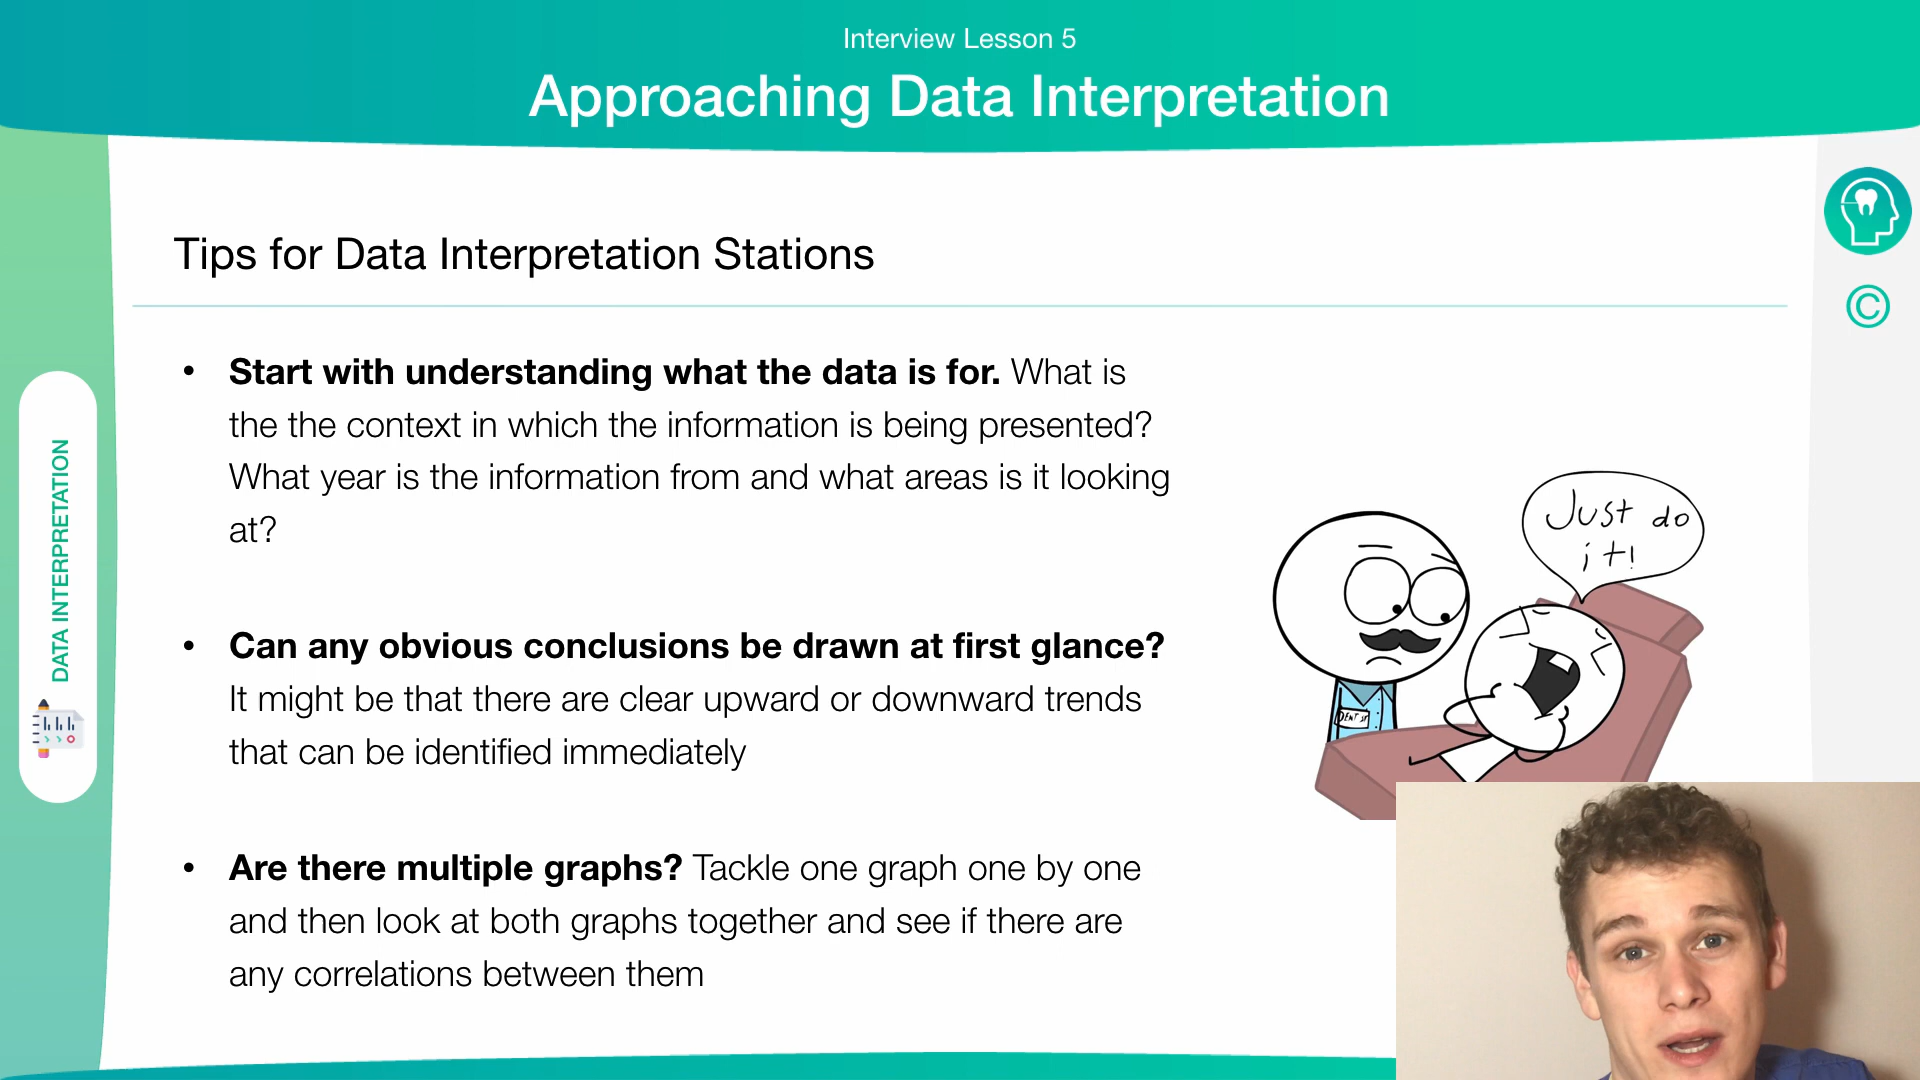 Interview Lesson 5
Approaching Data Interpretation
Tips for Data Interpretation Stations
• Start with understanding what the data is for. What is
the the context in which the information is being presented?
What year is the information from and what areas is it looking
at?
• Can any obvious conclusions be drawn at first glance?
It might be that there are clear upward or downward trends
that can be identified immediately
• Are there multiple graphs? Tackle one graph one by one
and then look at both graphs together and see if there are
any correlations between them
DATA INTERPRETATION
Just do
it!
DENTIST
©